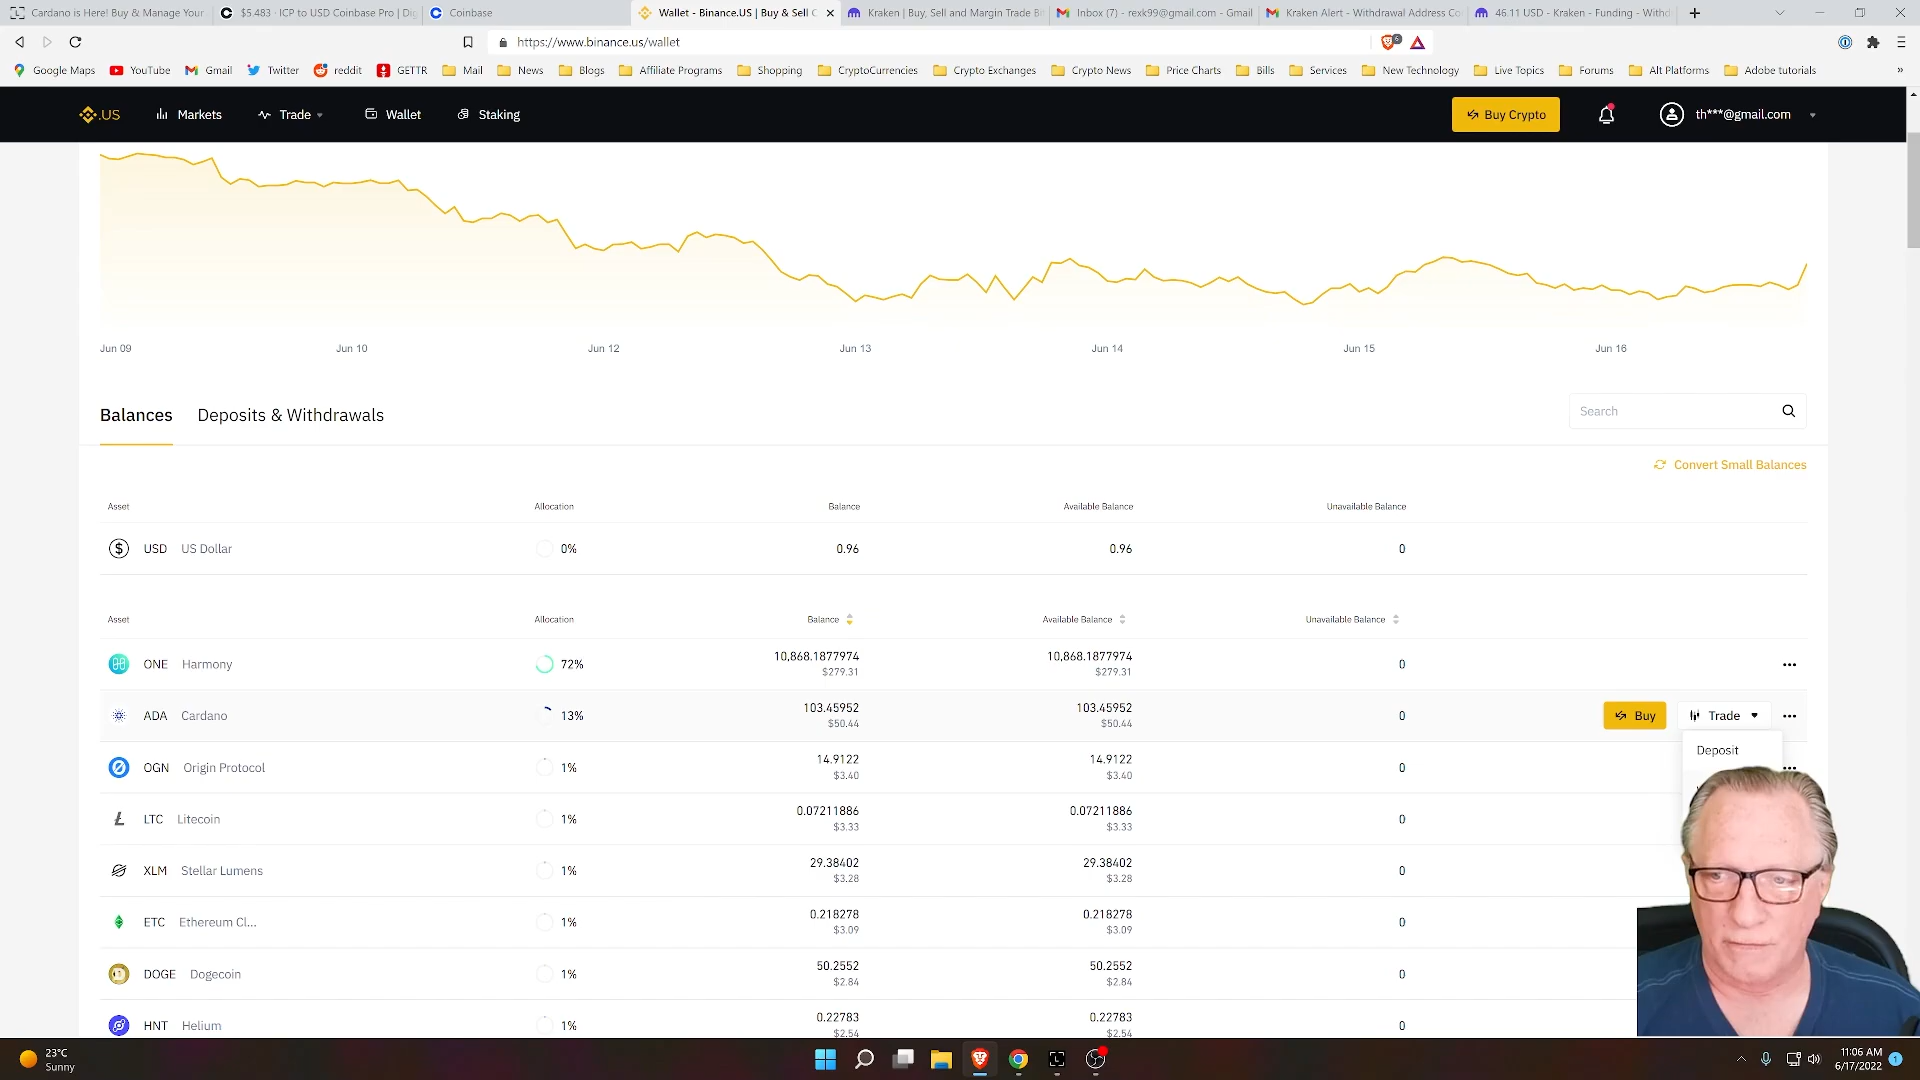 Cardano is Here! Buy & Manage Your
$5.483 · ICP to USD Coinbase Pro | Dig
Coinbase
Wallet - Binance.US | Buy & Sell C
Kraken | Buy, Sell and Margin Trade Bi
Inbox (7) - rexk99@gmail.com - Gmail
Kraken Alert - Withdrawal Address Co
46.11 USD - Kraken - Funding - Withd
https://www.binance.us/wallet
6
Google Maps
YouTube
Gmail
Twitter
reddit
GETTR
Mail
News
Blogs
Affiliate Programs
Shopping
CryptoCurrencies
Crypto Exchanges
Crypto News
Price Charts
Bills
Services
New Technology
Live Topics
Forums
Alt Platforms
Adobe tutorials
»
.US
Markets
Trade
Wallet
Staking
Buy Crypto
th***@gmail.com
Jun 09
Jun 10
Jun 12
Jun 13
Jun 14
Jun 15
Jun 16
Balances
Deposits & Withdrawals
Search
Convert Small Balances
Asset
Allocation
Balance
Available Balance
Unavailable Balance
USD US Dollar
0%
0.96
0.96
0
Asset
Allocation
Balance
Available Balance
Unavailable Balance
ONE Harmony
72%
10,868.1877974
$279.31
10,868.1877974
$279.31
0
ADA Cardano
13%
103.45952
$50.44
103.45952
$50.44
0
Buy
Trade
Deposit
OGN Origin Protocol
1%
14.9122
$3.40
14.9122
$3.40
0
LTC Litecoin
1%
0.07211886
$3.33
0.07211886
$3.33
0
XLM Stellar Lumens
1%
29.38402
$3.28
29.38402
$3.28
0
ETC Ethereum Cl...
1%
0.218278
$3.09
0.218278
$3.09
0
DOGE Dogecoin
1%
50.2552
$2.84
50.2552
$2.84
0
HNT Helium
1%
0.22783
$2.54
0.22783
$2.54
0
23°C
Sunny
11:06 AM
6/17/2022
1